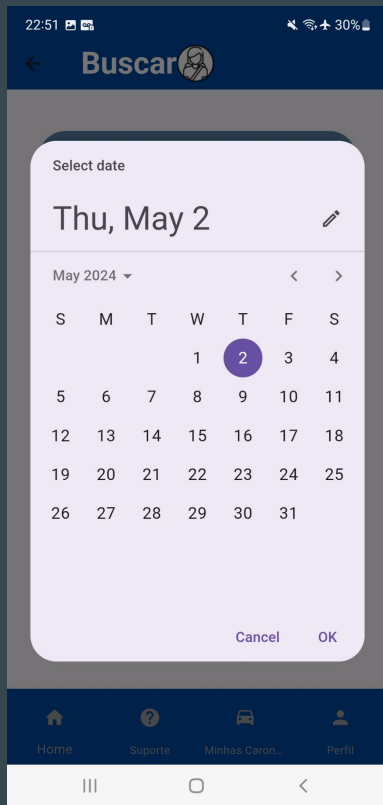 22:51 30%
Buscar
Select date
Thu, May 2
May 2024
S M T W T F S
1 2 3 4
5 6 7 8 9 10 11
12 13 14 15 16 17 18
19 20 21 22 23 24 25
26 27 28 29 30 31
Cancel OK
Home Suporte Minhas Caron... Perfil